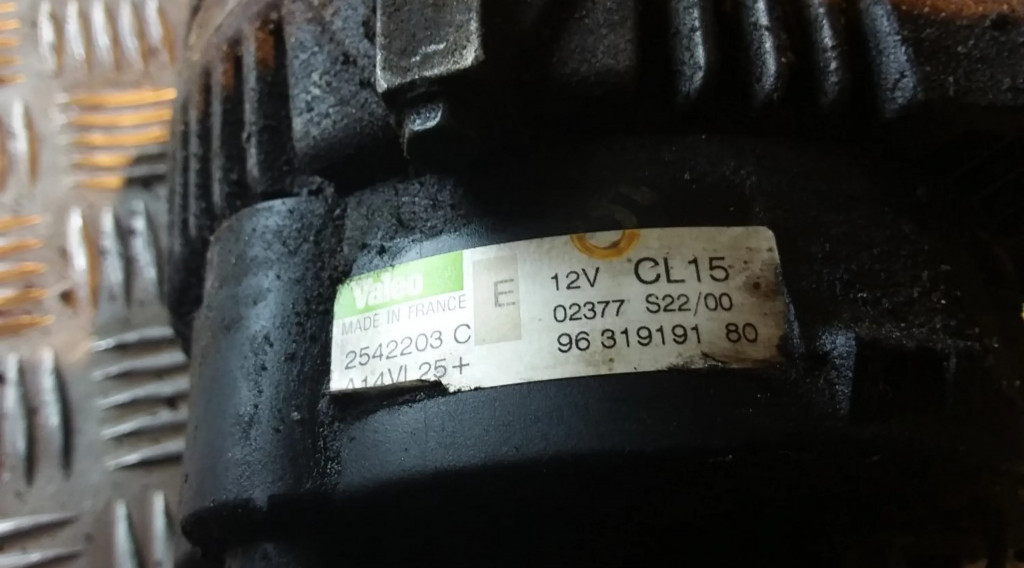 Valeo
MADE IN FRANCE
2542203 C
A14VI 25+
E
12V CL15
02377 S22/00
96 319191 80